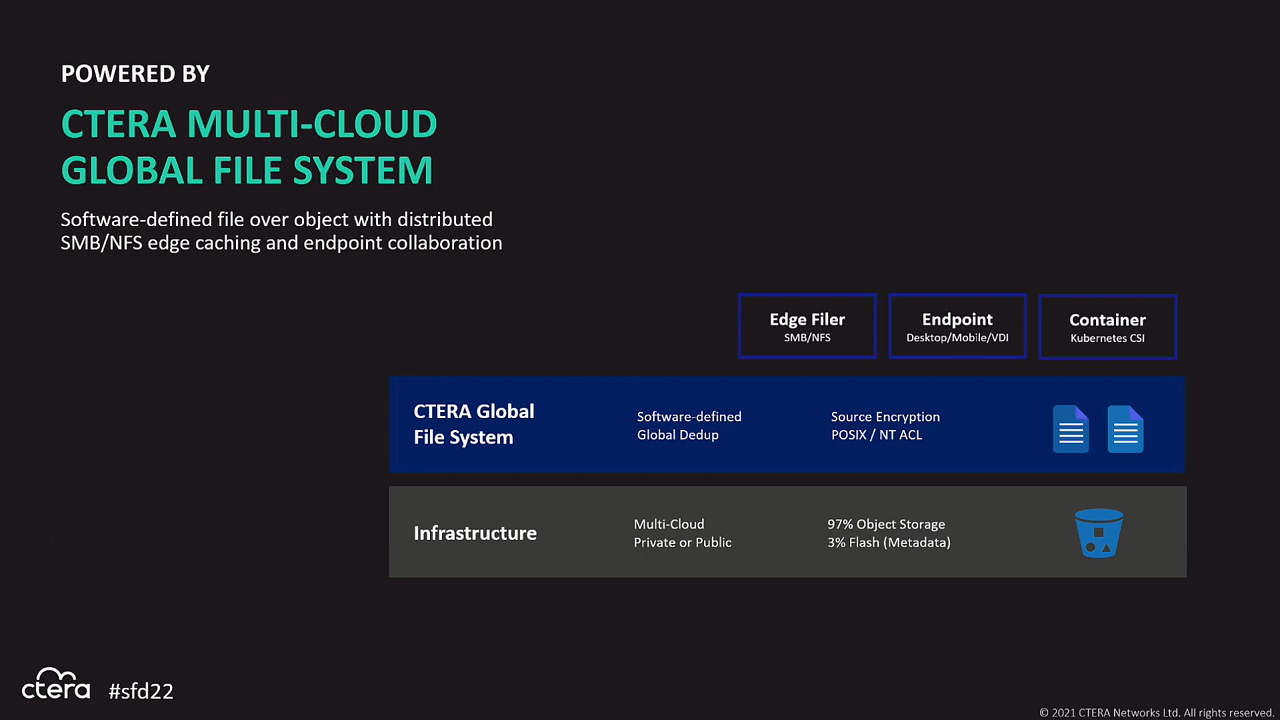 POWERED BY
CTERA MULTI-CLOUD
GLOBAL FILE SYSTEM
Software-defined file over object with distributed
SMB/NFS edge caching and endpoint collaboration
Edge Filer
SMB/NFS
Endpoint
Desktop/Mobile/VDI
Container
Kubernetes CSI
CTERA Global
File System
Software-defined
Global Dedup
Source Encryption
POSIX / NT ACL
Infrastructure
Multi-Cloud
Private or Public
97% Object Storage
3% Flash (Metadata)
ctera
#sfd22
© 2021 CTERA Networks Ltd. All rights reserved.